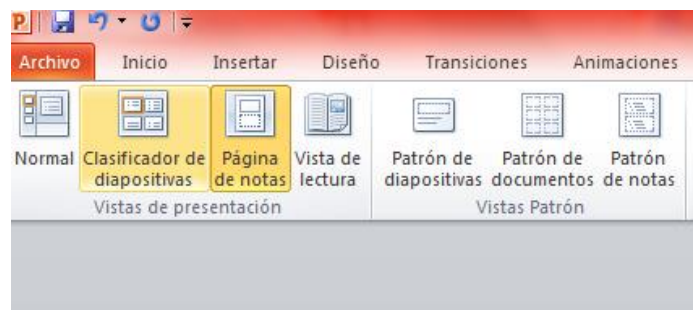 P
Archivo Inicio Insertar Diseño Transiciones Animaciones
Normal Clasificador de diapositivas Página de notas Vista de lectura Patrón de diapositivas Patrón de documentos Patrón de notas
Vistas de presentación Vistas Patrón